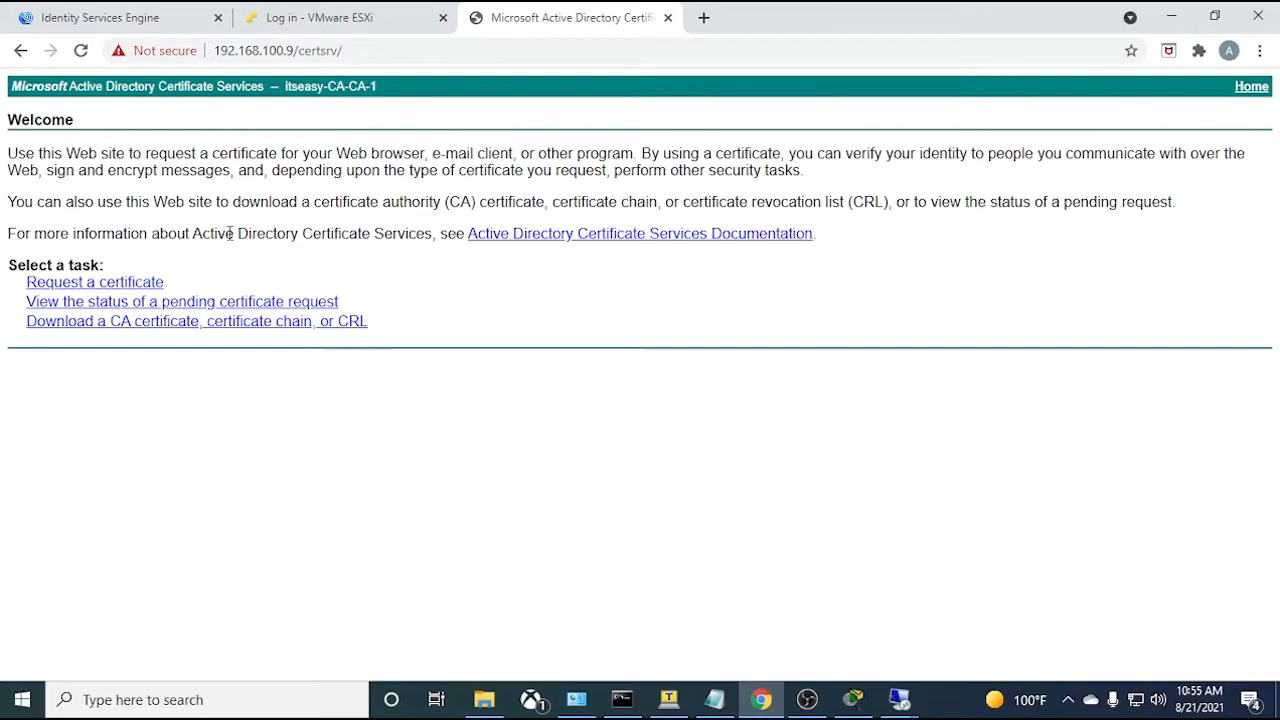 Identity Services Engine
Log in - VMware ESXi
Microsoft Active Directory Certifi
Not secure
192.168.100.9/certsrv/
A
Microsoft Active Directory Certificate Services -- itseasy-CA-CA-1
Home
Welcome
Use this Web site to request a certificate for your Web browser, e-mail client, or other program. By using a certificate, you can verify your identity to people you communicate with over the
Web, sign and encrypt messages, and, depending upon the type of certificate you request, perform other security tasks.
You can also use this Web site to download a certificate authority (CA) certificate, certificate chain, or certificate revocation list (CRL), or to view the status of a pending request.
For more information about Active Directory Certificate Services, see Active Directory Certificate Services Documentation.
Select a task:
Request a certificate
View the status of a pending certificate request
Download a CA certificate, certificate chain, or CRL
Type here to search
1
T
100°F
10:55 AM
8/21/2021
4